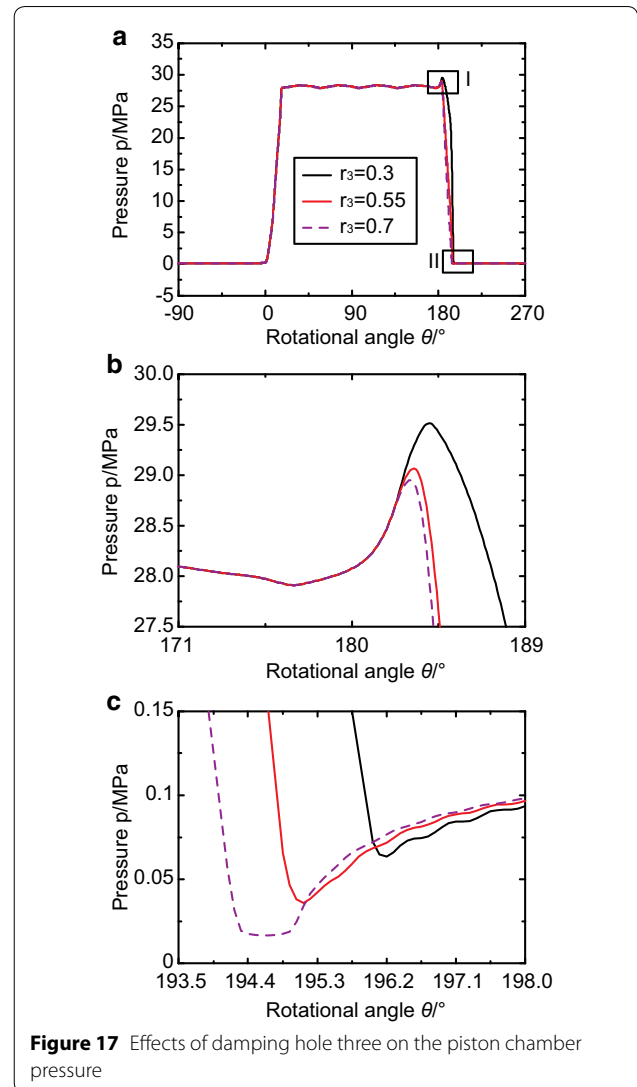 a
35
30
25
20
15
10
5
0
-5
Pressure p/MPa
I
II
r₃=0.3
r₃=0.55
r₃=0.7
-90 0 90 180 270
Rotational angle θ/°
b
30.0
29.5
29.0
28.5
28.0
27.5
Pressure p/MPa
171 180 189
Rotational angle θ/°
c
0.15
0.1
0.05
0
Pressure p/MPa
193.5 194.4 195.3 196.2 197.1 198.0
Rotational angle θ/°
Figure 17 Effects of damping hole three on the piston chamber
pressure